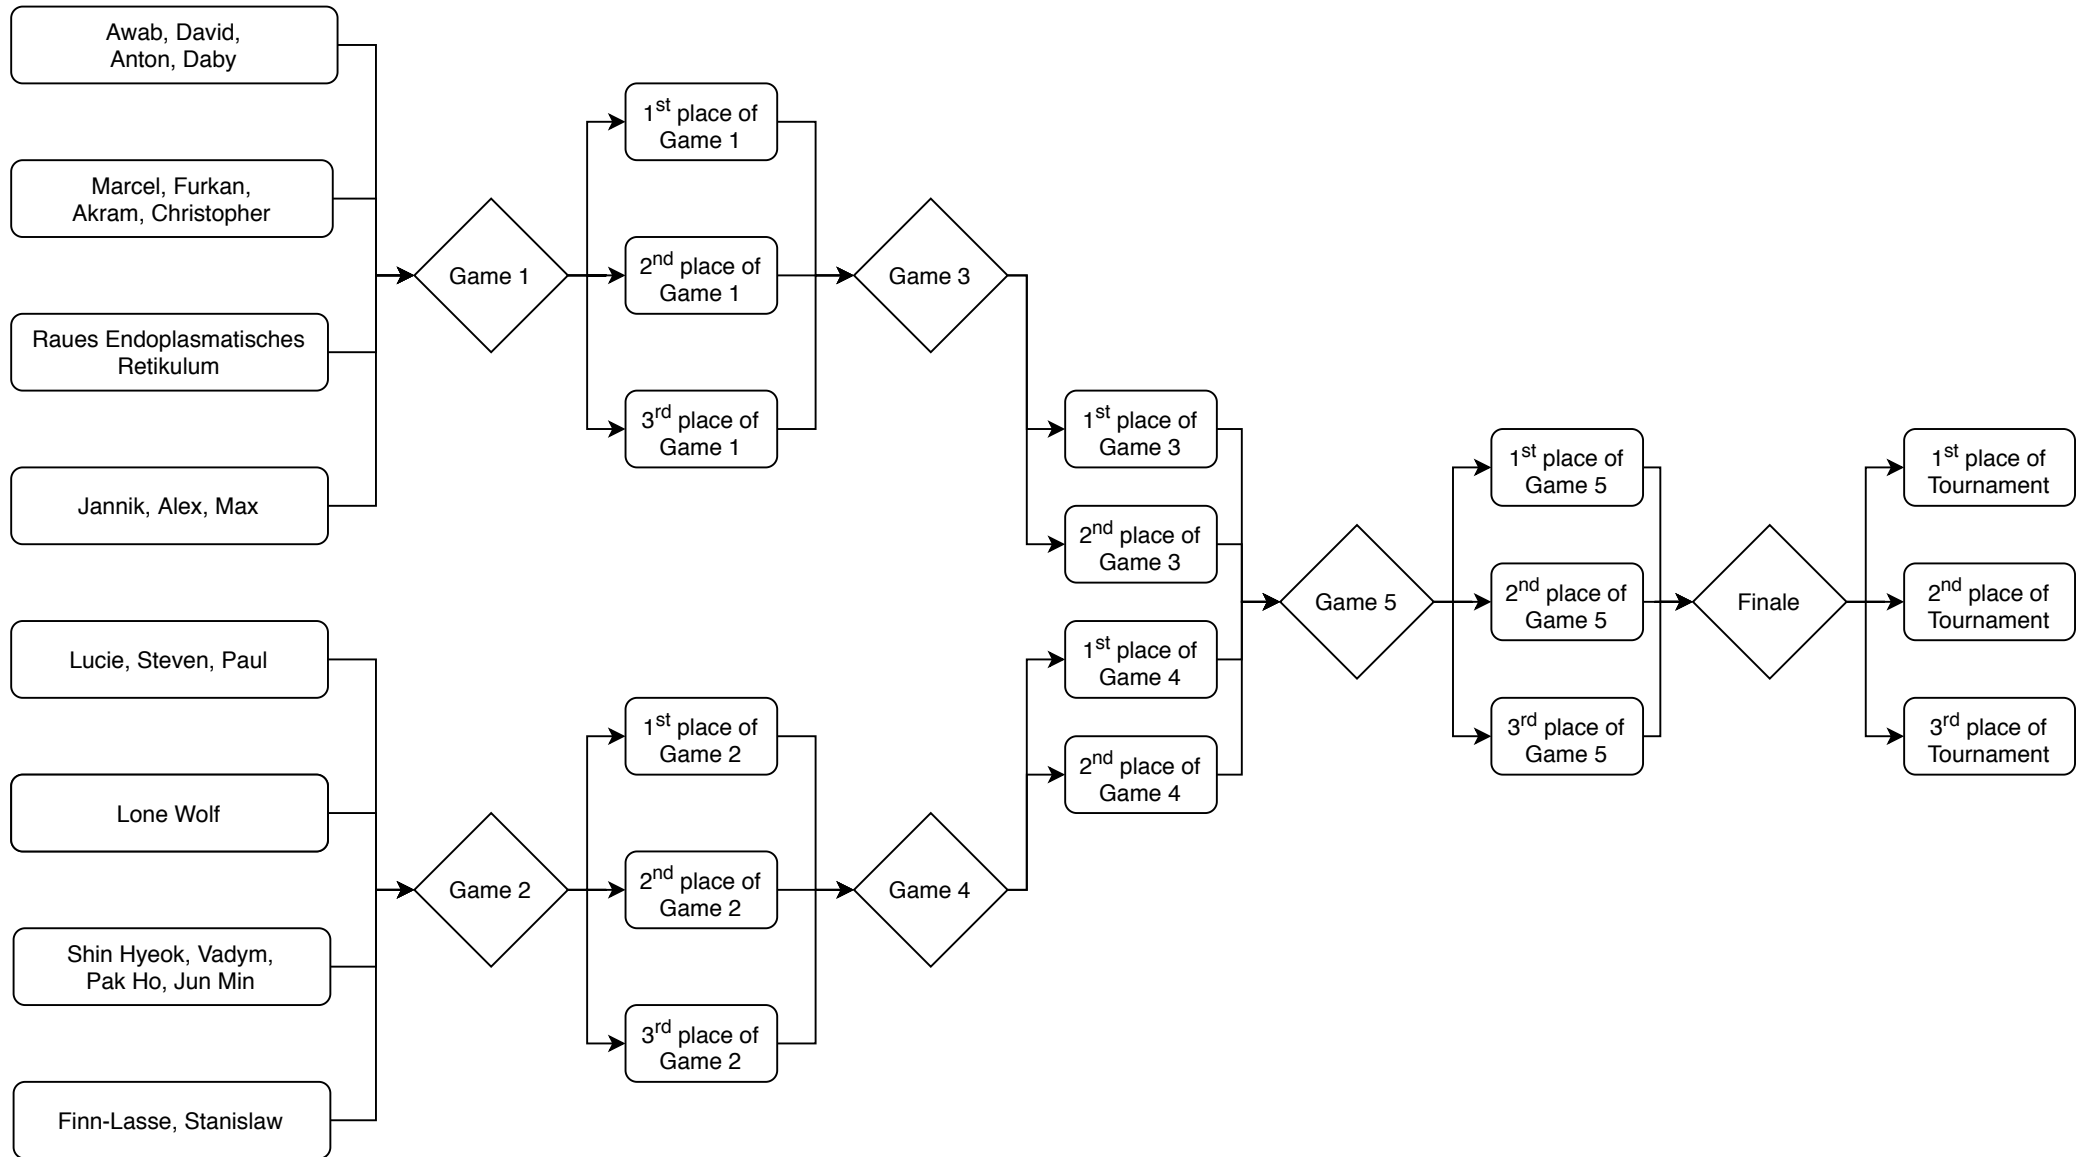 Awab, David,
Anton, Daby
Marcel, Furkan,
Akram, Christopher
Raues Endoplasmatisches
Retikulum
Jannik, Alex, Max
Lucie, Steven, Paul
Lone Wolf
Shin Hyeok, Vadym,
Pak Ho, Jun Min
Finn-Lasse, Stanislaw
Game 1
Game 2
1st place of
Game 1
2nd place of
Game 1
3rd place of
Game 1
1st place of
Game 2
2nd place of
Game 2
3rd place of
Game 2
Game 3
Game 4
1st place of
Game 3
2nd place of
Game 3
1st place of
Game 4
2nd place of
Game 4
Game 5
1st place of
Game 5
2nd place of
Game 5
3rd place of
Game 5
Finale
1st place of
Tournament
2nd place of
Tournament
3rd place of
Tournament